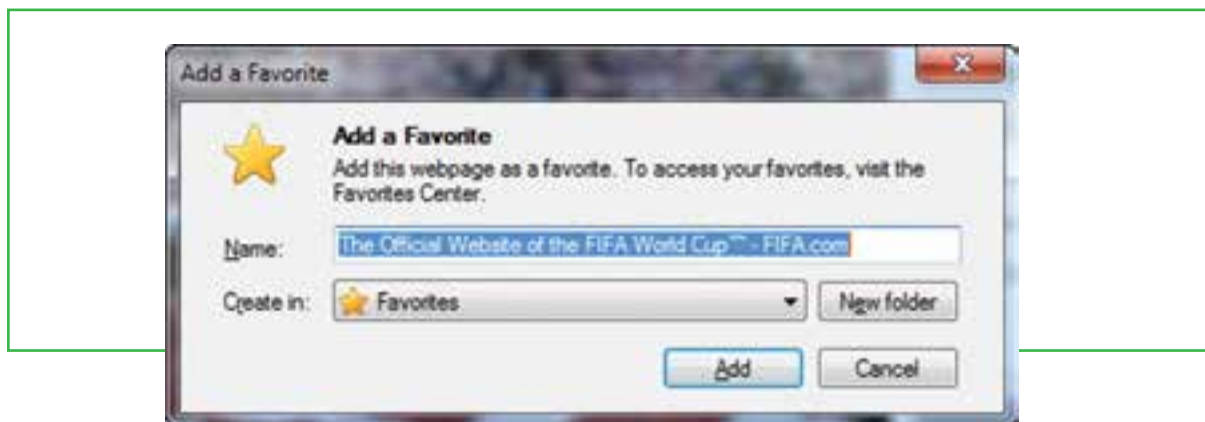 Add a Favorite
Add a Favorite
Add this webpage as a favorite. To access your favorites, visit the
Favorites Center.
Name: The Official Website of the FIFA World Cup™ - FIFA.com
Create in: Favorites New folder
Add Cancel